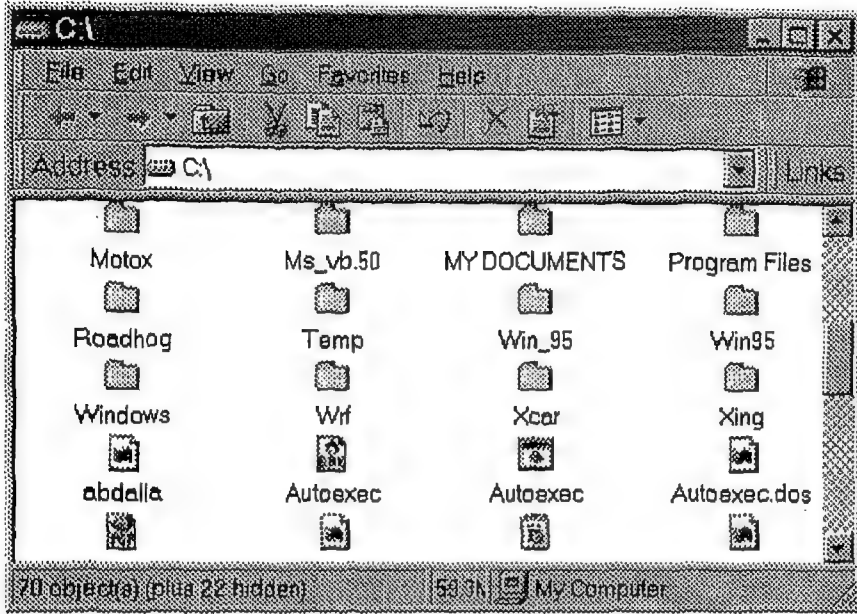 C:\
File Edit View Go Favorites Help
Address C:\ Links
Motox Ms_vb.50 MY DOCUMENTS Program Files
Roadhog Temp Win_95 Win95
Windows Wrf Xcar Xing
abdalla Autoexec Autoexec Autoexec.dos
70 object(s) (plus 22 hidden) My Computer